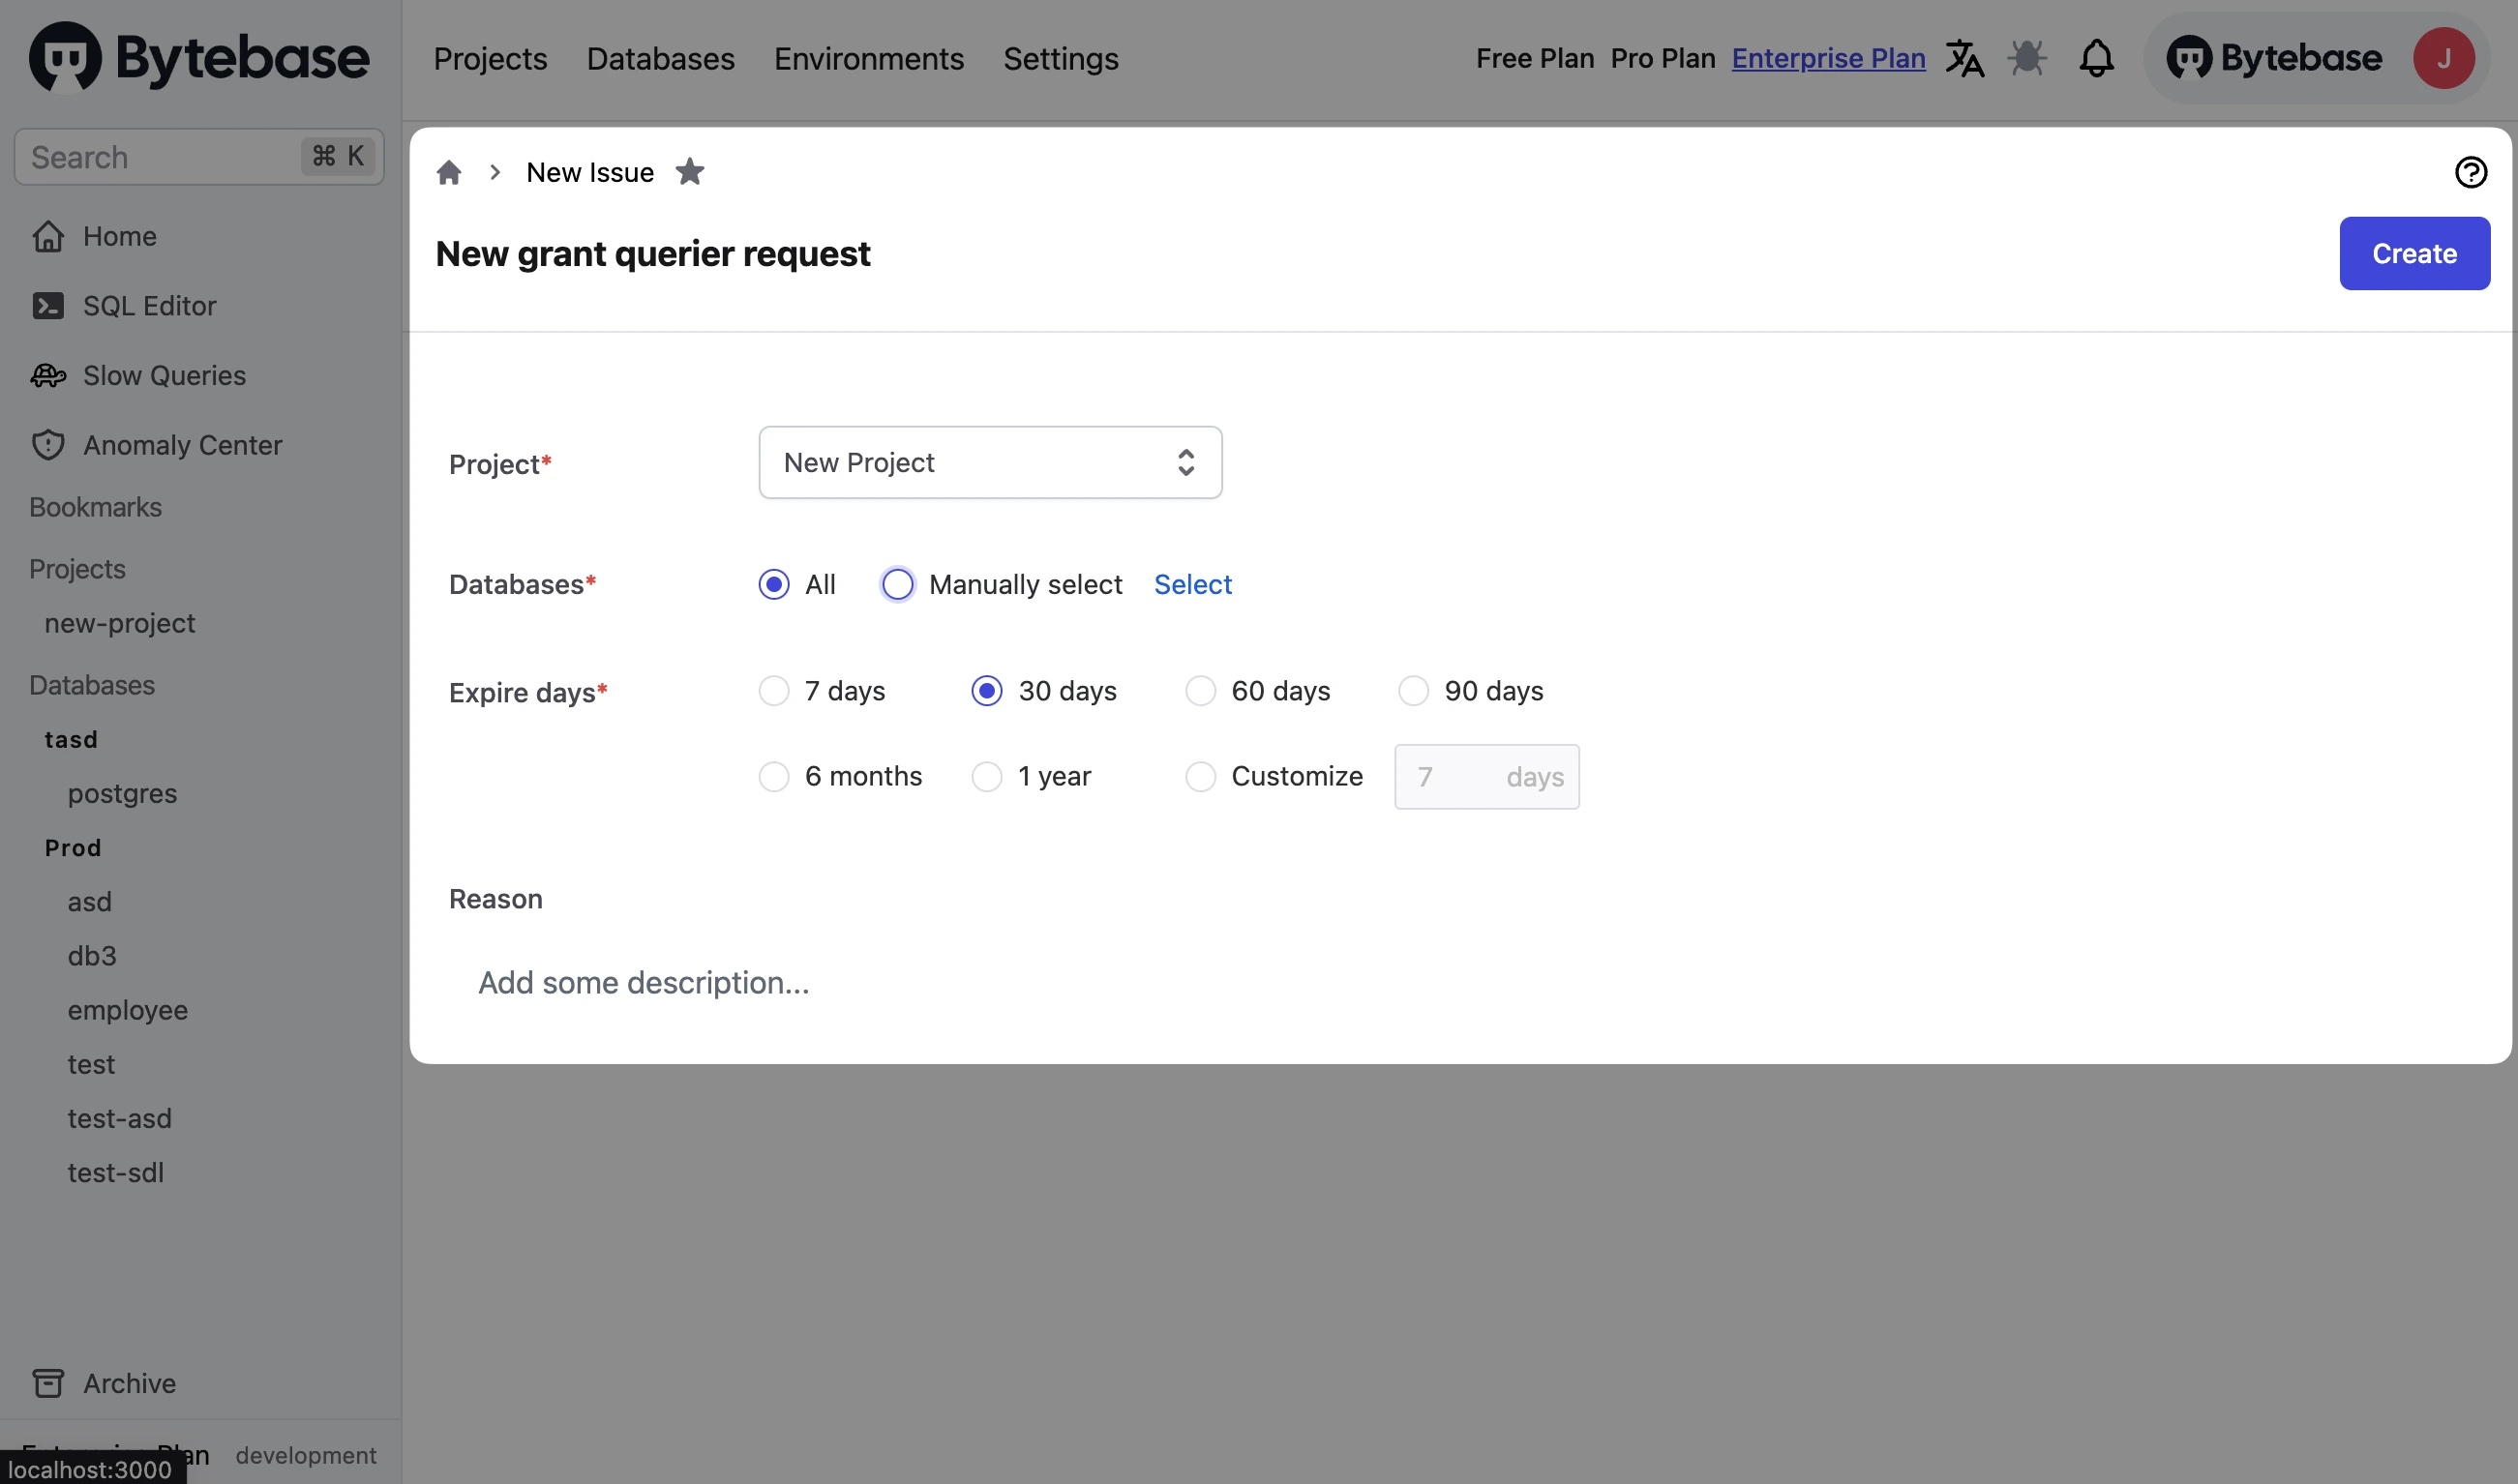 Bytebase
Projects Databases Environments Settings
Free Plan Pro Plan Enterprise Plan
Bytebase J
Search ⌘ K
Home
SQL Editor
Slow Queries
Anomaly Center
Bookmarks
Projects
new-project
Databases
tasd
postgres
Prod
asd
db3
employee
test
test-asd
test-sdl
Archive
Enterprise Plan development
localhost:3000
New Issue
New grant querier request
Create
Project*
New Project
Databases*
All Manually select Select
Expire days*
7 days 30 days 60 days 90 days
6 months 1 year Customize 7 days
Reason
Add some description...